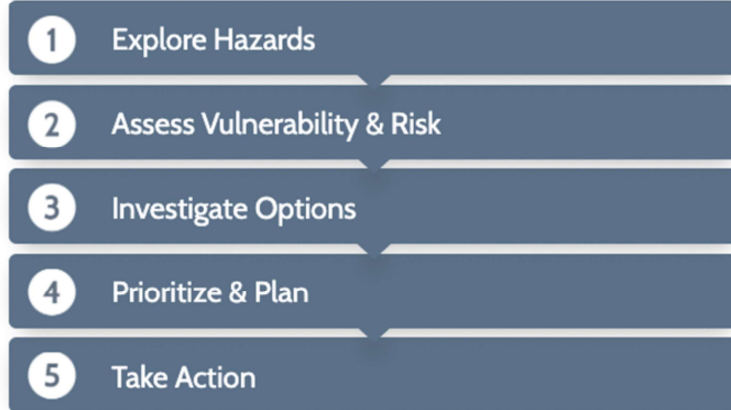 1 Explore Hazards
2 Assess Vulnerability & Risk
3 Investigate Options
4 Prioritize & Plan
5 Take Action